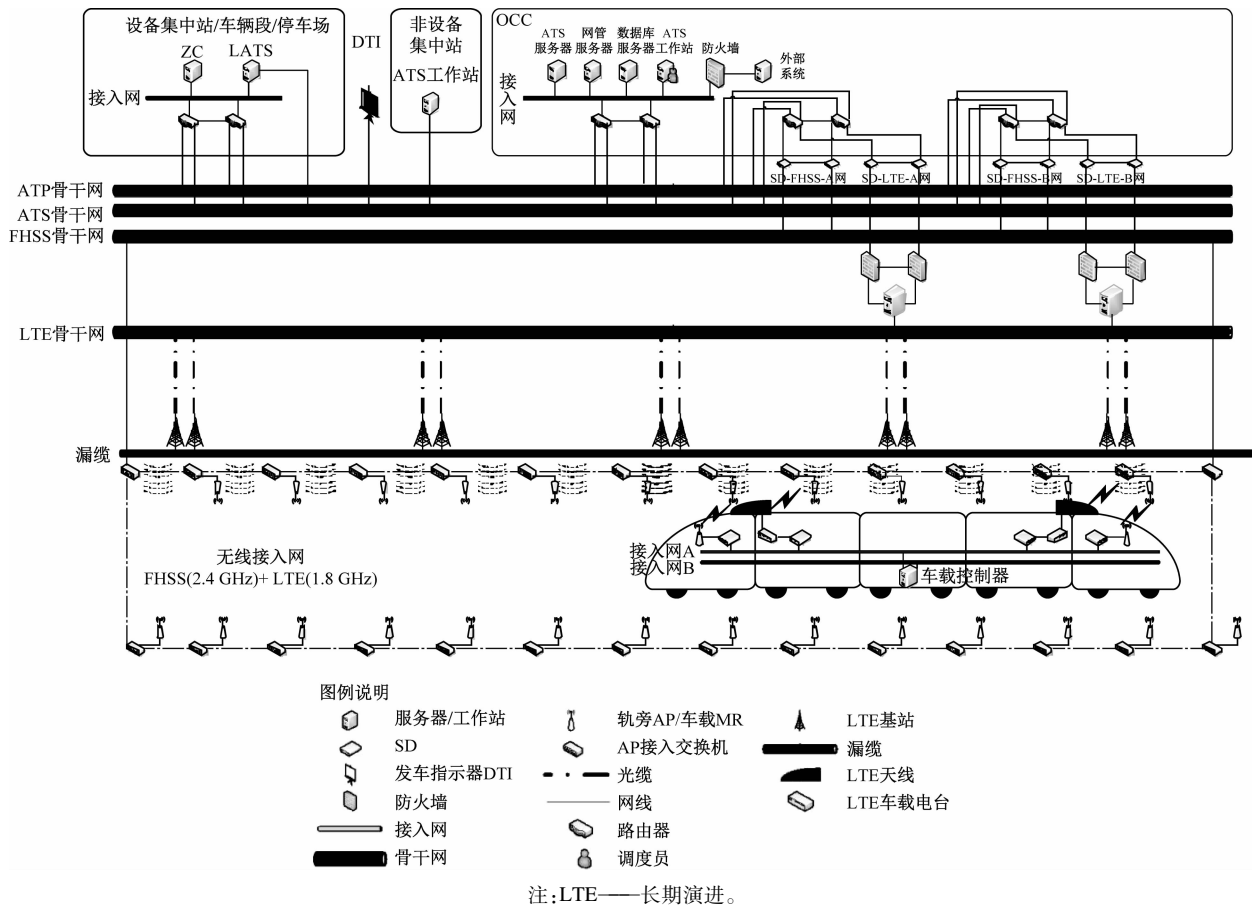 设备集中站/车辆段/停车场
ZC
LATS
接入网
DTI
非设备
集中站
ATS工作站
OCC
ATS
服务器
网管
服务器
数据库
服务器
ATS
工作站
防火墙
外部
系统
接入网
SD-FHSS-A网
SD-LTE-A网
SD-FHSS-B网
SD-LTE-B网
ATP骨干网
ATS骨干网
FHSS骨干网
LTE骨干网
漏缆
无线接入网
FHSS(2.4 GHz)+ LTE(1.8 GHz)
接入网A
接入网B
车载控制器
图例说明
服务器/工作站
轨旁AP/车载MR
LTE基站
SD
AP接入交换机
漏缆
发车指示器DTI
光缆
LTE天线
防火墙
网线
LTE车载电台
接入网
路由器
骨干网
调度员
注:LTE——长期演进。